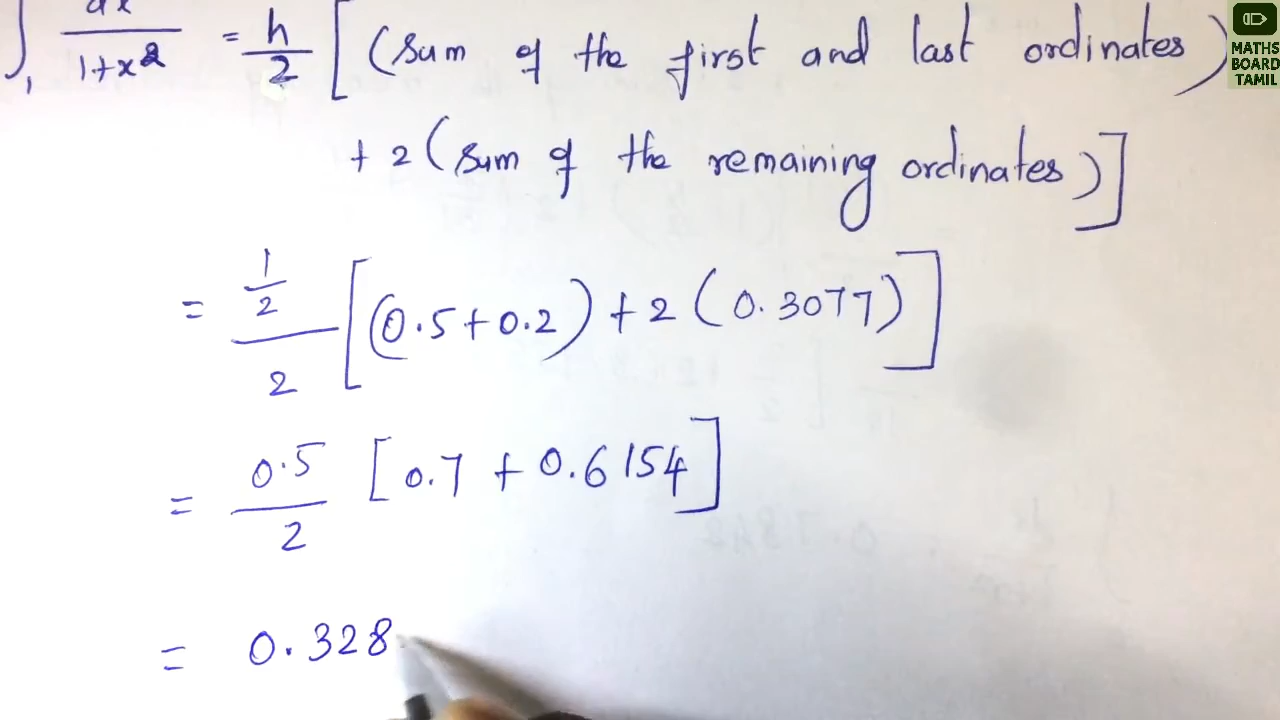 ∫₁ dx/(1+x²) = h/2 [(sum of the first and last ordinates)
+ 2 (sum of the remaining ordinates)]
= (1/2)/2 [(0.5+0.2) + 2 (0.3077)]
= 0.5/2 [0.7 + 0.6154]
= 0.328
MATHS
BOARD
TAMIL